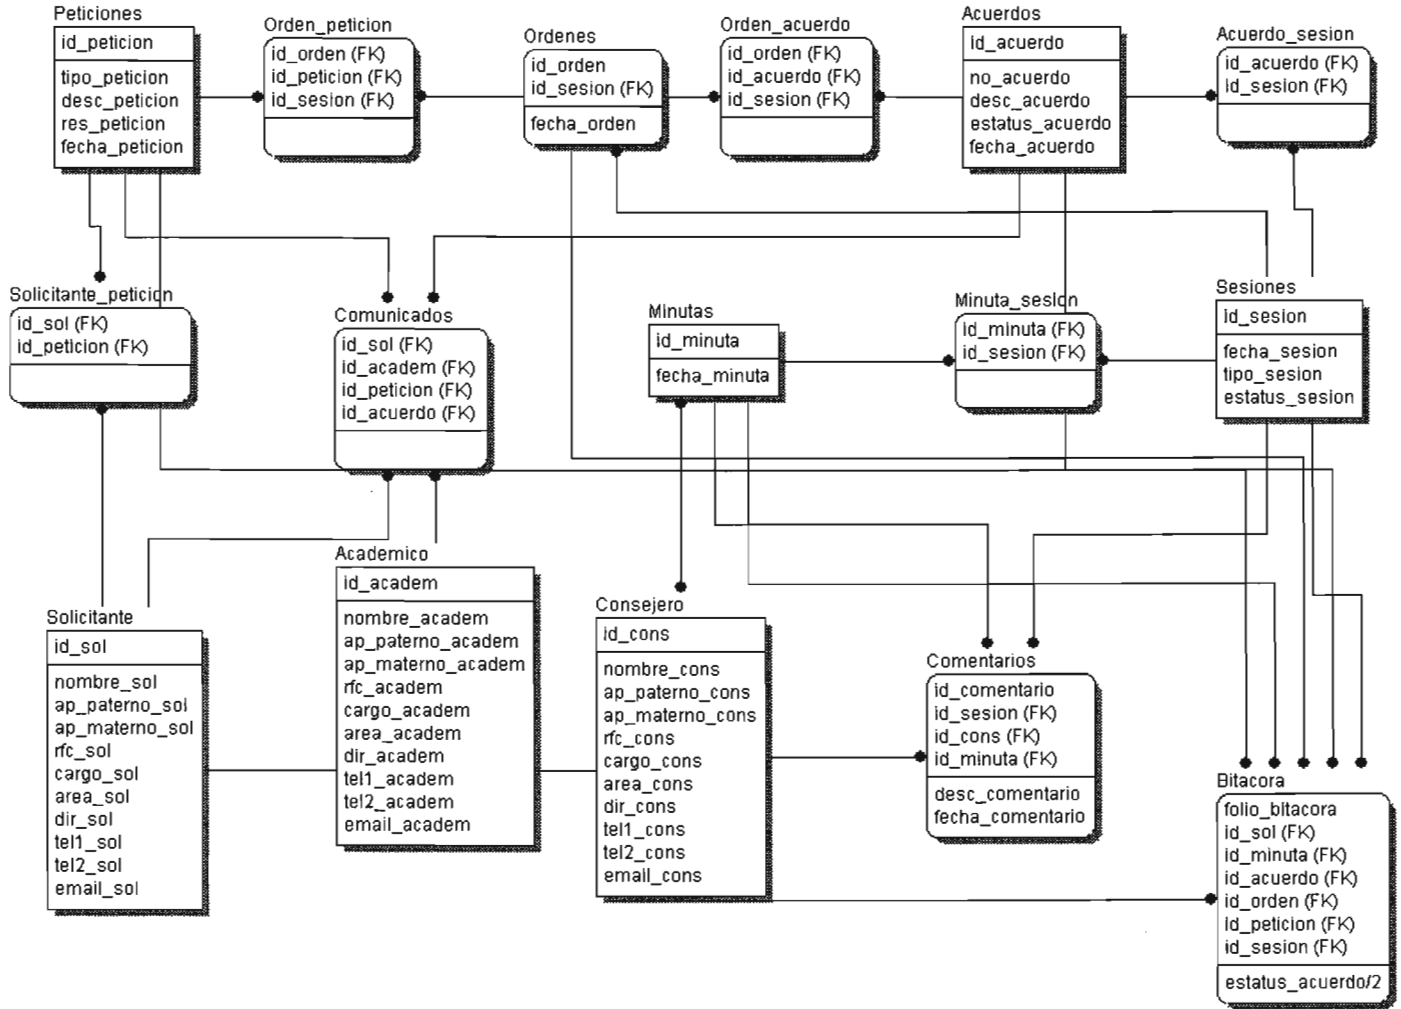 Peticiones
id_peticion
tipo_peticion
desc_peticion
res_peticion
fecha_peticion
Orden_peticion
id_orden (FK)
id_peticion (FK)
id_sesion (FK)
Ordenes
id_orden
id_sesion (FK)
fecha_orden
Orden_acuerdo
id_orden (FK)
id_acuerdo (FK)
id_sesion (FK)
Acuerdos
id_acuerdo
no_acuerdo
desc_acuerdo
estatus_acuerdo
fecha_acuerdo
Acuerdo_sesion
id_acuerdo (FK)
id_sesion (FK)
Solicitante_peticion
id_sol (FK)
id_peticion (FK)
Comunicados
id_sol (FK)
id_academ (FK)
id_peticion (FK)
id_acuerdo (FK)
Minutas
id_minuta
fecha_minuta
Minuta_sesion
id_minuta (FK)
id_sesion (FK)
Sesiones
id_sesion
fecha_sesion
tipo_sesion
estatus_sesion
Solicitante
id_sol
nombre_sol
ap_paterno_sol
ap_materno_sol
rfc_sol
cargo_sol
area_sol
dir_sol
tel1_sol
tel2_sol
email_sol
Academico
id_academ
nombre_academ
ap_paterno_academ
ap_materno_academ
rfc_academ
cargo_academ
area_academ
dir_academ
tel1_academ
tel2_academ
email_academ
Consejero
id_cons
nombre_cons
ap_paterno_cons
ap_materno_cons
rfc_cons
cargo_cons
area_cons
dir_cons
tel1_cons
tel2_cons
email_cons
Comentarios
id_comentario
id_sesion (FK)
id_cons (FK)
id_minuta (FK)
desc_comentario
fecha_comentario
Bitacora
folio_bitacora
id_sol (FK)
id_minuta (FK)
id_acuerdo (FK)
id_orden (FK)
id_peticion (FK)
id_sesion (FK)
estatus_acuerdo/2